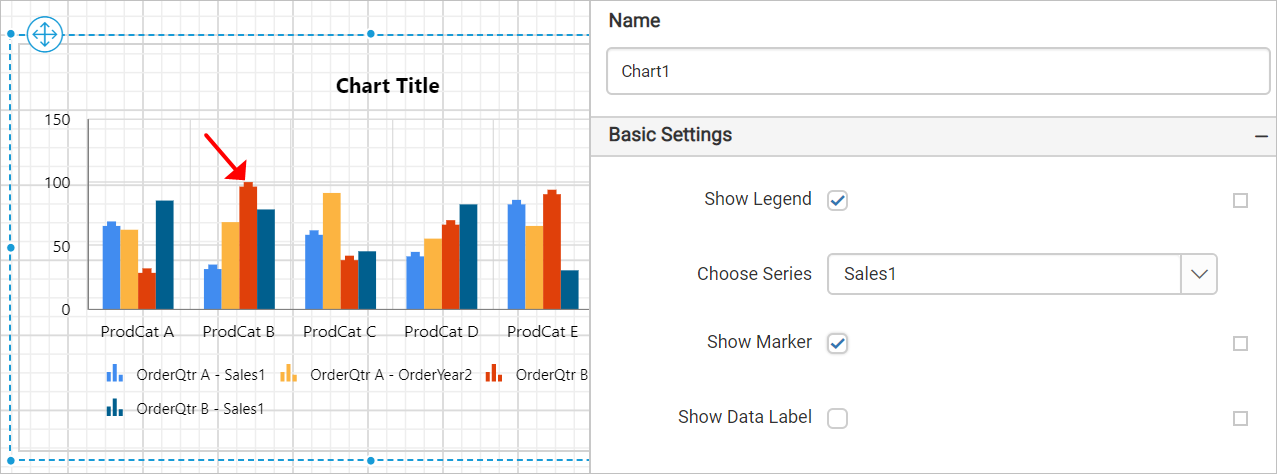 Chart Title
150
100
50
0
ProdCat A ProdCat B ProdCat C ProdCat D ProdCat E
OrderQtr A - Sales1 OrderQtr A - OrderYear2 OrderQtr B
OrderQtr B - Sales1
Name
Chart1
Basic Settings
Show Legend
Choose Series Sales1
Show Marker
Show Data Label